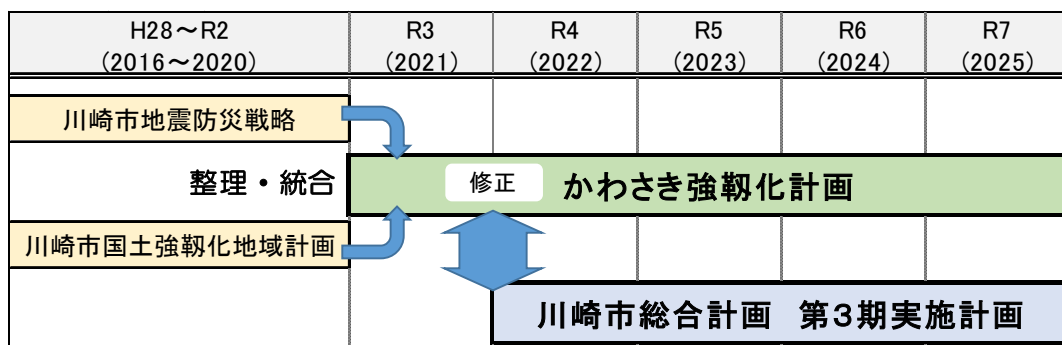 H28～R2
(2016～2020)
R3
(2021)
R4
(2022)
R5
(2023)
R6
(2024)
R7
(2025)
川崎市地震防災戦略
整理・統合
修正
かわさき強靱化計画
川崎市国土強靱化地域計画
川崎市総合計画　第３期実施計画